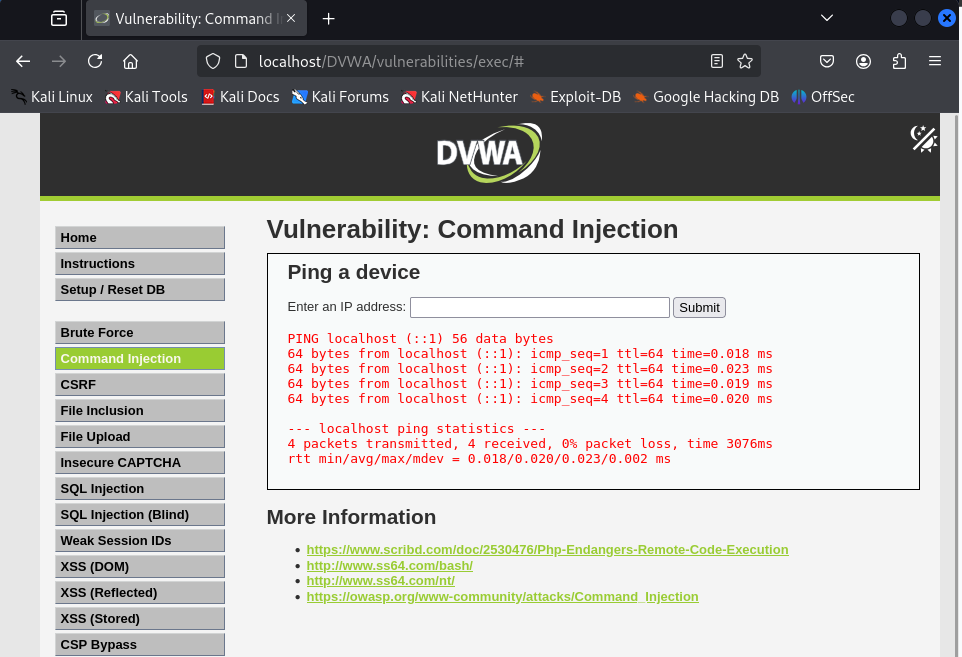 Vulnerability: Command I
localhost/DVWA/vulnerabilities/exec/#
Kali Linux Kali Tools Kali Docs Kali Forums Kali NetHunter Exploit-DB Google Hacking DB OffSec
DVWA
Home
Instructions
Setup / Reset DB
Brute Force
Command Injection
CSRF
File Inclusion
File Upload
Insecure CAPTCHA
SQL Injection
SQL Injection (Blind)
Weak Session IDs
XSS (DOM)
XSS (Reflected)
XSS (Stored)
CSP Bypass
Vulnerability: Command Injection
Ping a device
Enter an IP address: Submit
PING localhost (::1) 56 data bytes
64 bytes from localhost (::1): icmp_seq=1 ttl=64 time=0.018 ms
64 bytes from localhost (::1): icmp_seq=2 ttl=64 time=0.023 ms
64 bytes from localhost (::1): icmp_seq=3 ttl=64 time=0.019 ms
64 bytes from localhost (::1): icmp_seq=4 ttl=64 time=0.020 ms
--- localhost ping statistics ---
4 packets transmitted, 4 received, 0% packet loss, time 3076ms
rtt min/avg/max/mdev = 0.018/0.020/0.023/0.002 ms
More Information
https://www.scribd.com/doc/2530476/Php-Endangers-Remote-Code-Execution
http://www.ss64.com/bash/
http://www.ss64.com/nt/
https://owasp.org/www-community/attacks/Command_Injection